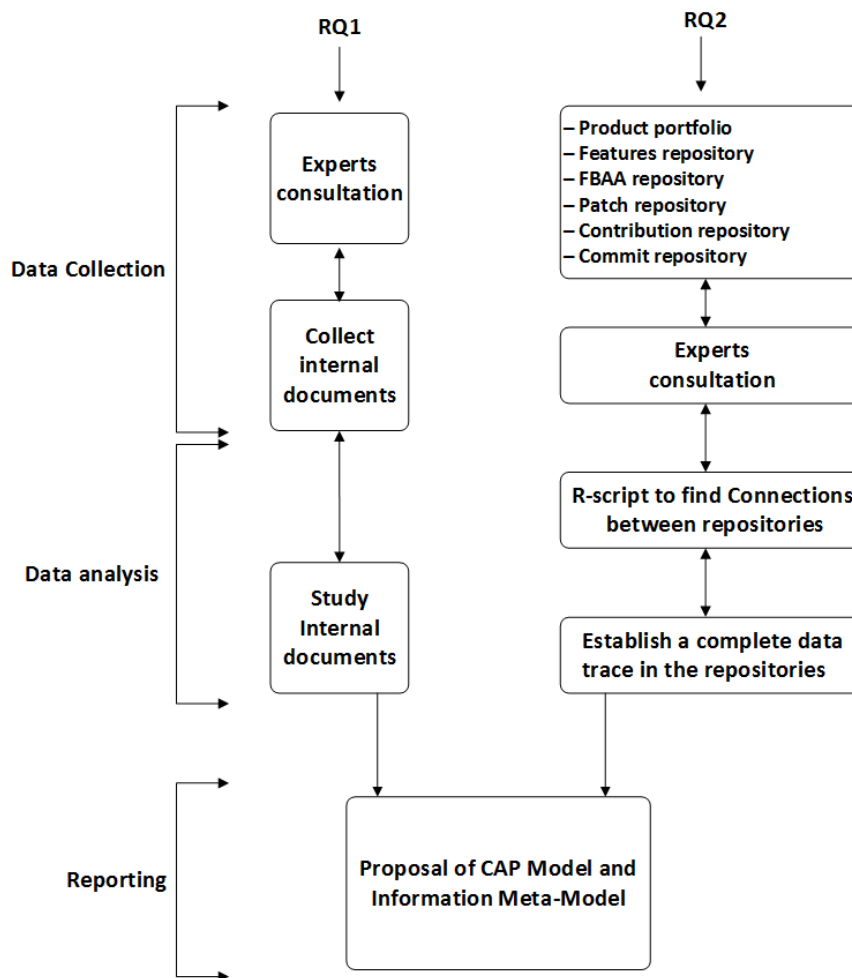 RQ1
RQ2
Data Collection
Experts
consultation
Collect
internal
documents
– Product portfolio
– Features repository
– FBAA repository
– Patch repository
– Contribution repository
– Commit repository
Experts
consultation
Data analysis
Study
Internal
documents
R-script to find Connections
between repositories
Establish a complete data
trace in the repositories
Reporting
Proposal of CAP Model and
Information Meta-Model